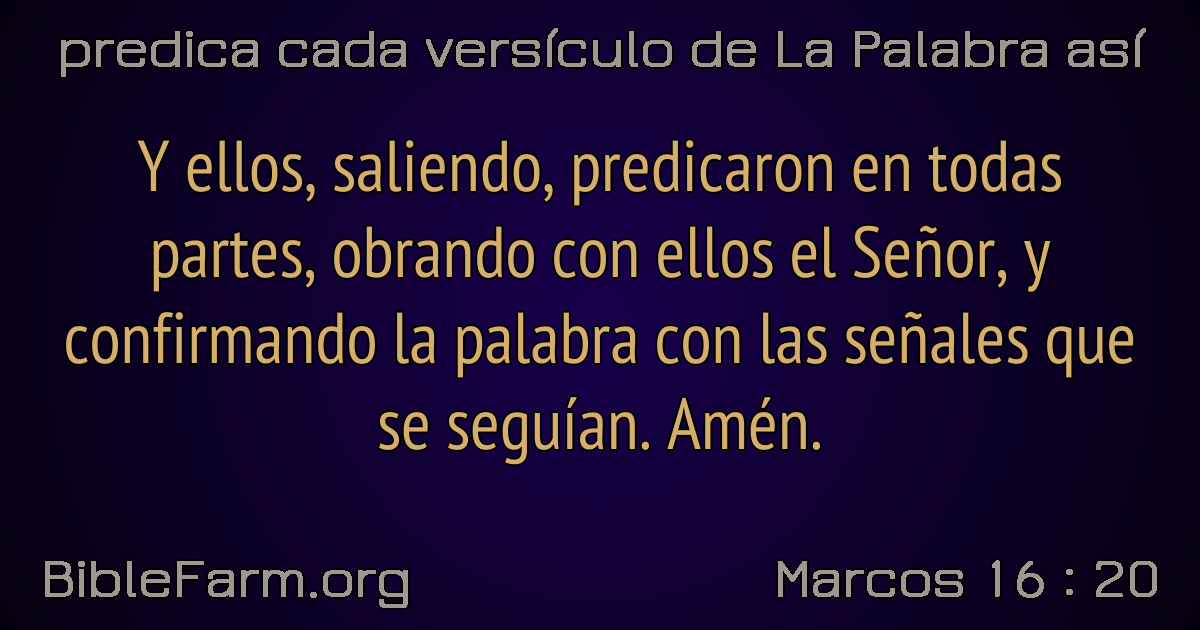 predica cada versículo de La Palabra así
Y ellos, saliendo, predicaron en todas
partes, obrando con ellos el Señor, y
confirmando la palabra con las señales que
se seguían. Amén.
BibleFarm.org
Marcos 16 : 20